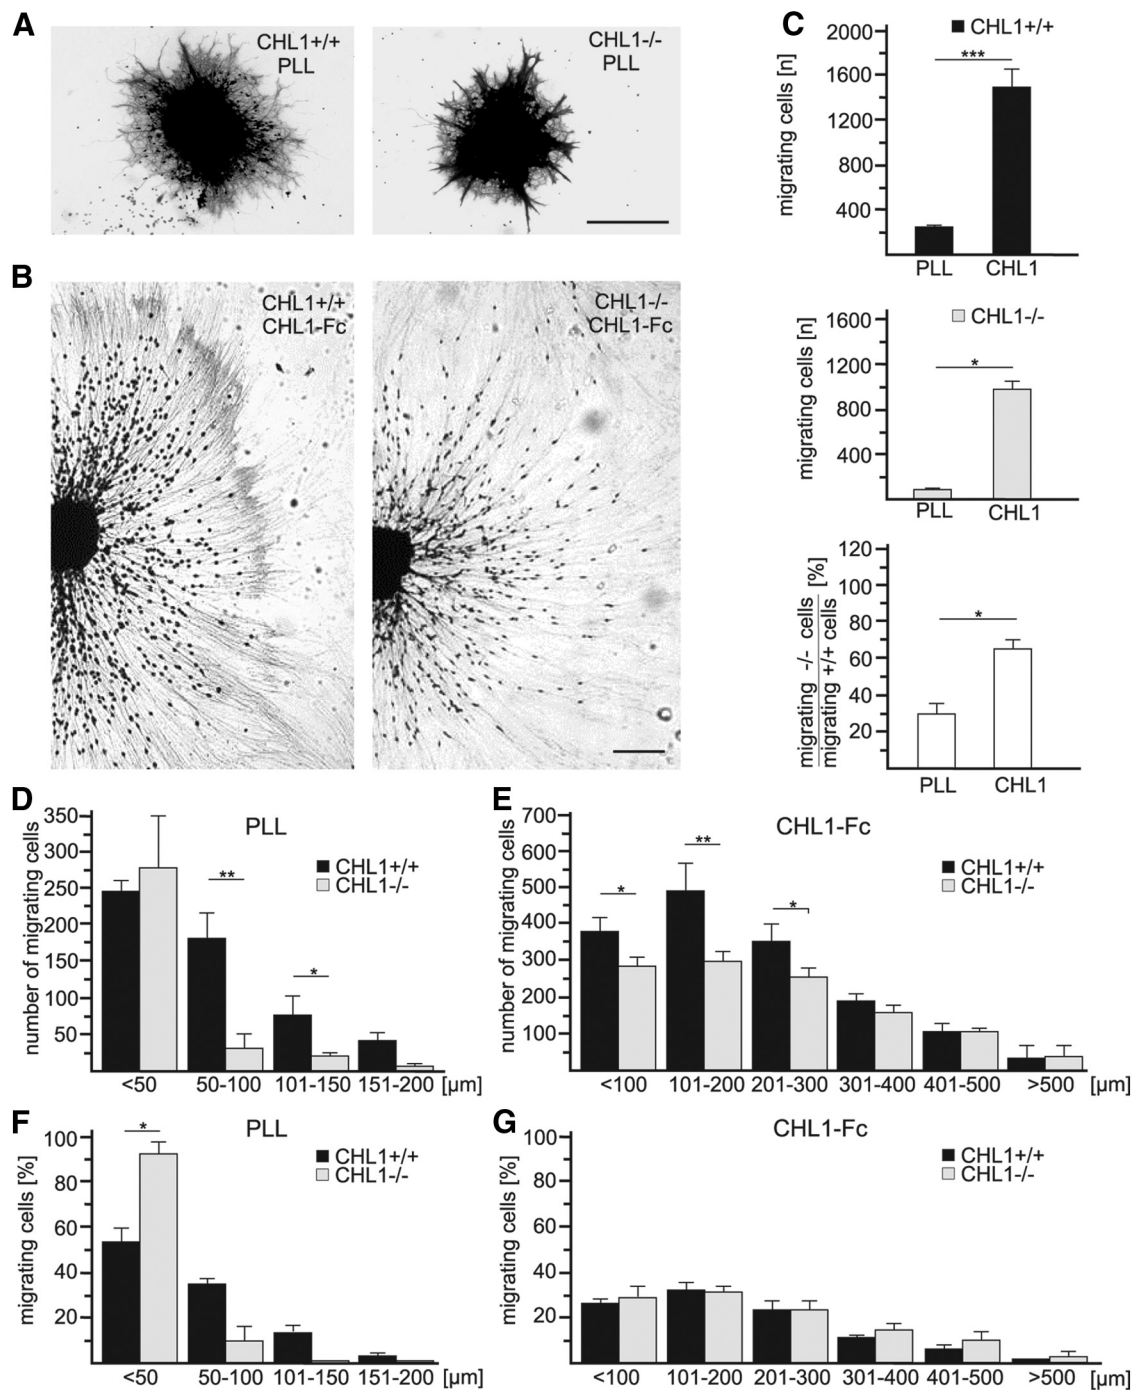 A
CHL1+/+
PLL
CHL1-/-
PLL
B
CHL1+/+
CHL1-Fc
CHL1-/-
CHL1-Fc
C
CHL1+/+
migrating cells [n]
2000
1600
1200
800
400
***
PLL
CHL1
CHL1-/-
migrating cells [n]
1600
1200
800
400
*
PLL
CHL1
migrating -/- cells
migrating +/+ cells
[%]
120
100
80
60
40
20
*
PLL
CHL1
D
PLL
CHL1+/+
CHL1-/-
number of migrating cells
350
300
250
200
150
100
50
**
*
<50
50-100
101-150
151-200
[µm]
E
CHL1-Fc
CHL1+/+
CHL1-/-
number of migrating cells
700
600
500
400
300
200
100
*
**
*
<100
101-200
201-300
301-400
401-500
>500
[µm]
F
PLL
CHL1+/+
CHL1-/-
migrating cells [%]
100
80
60
40
20
*
<50
50-100
101-150
151-200
[µm]
G
CHL1-Fc
CHL1+/+
CHL1-/-
migrating cells [%]
100
80
60
40
20
<100
101-200
201-300
301-400
401-500
>500
[µm]